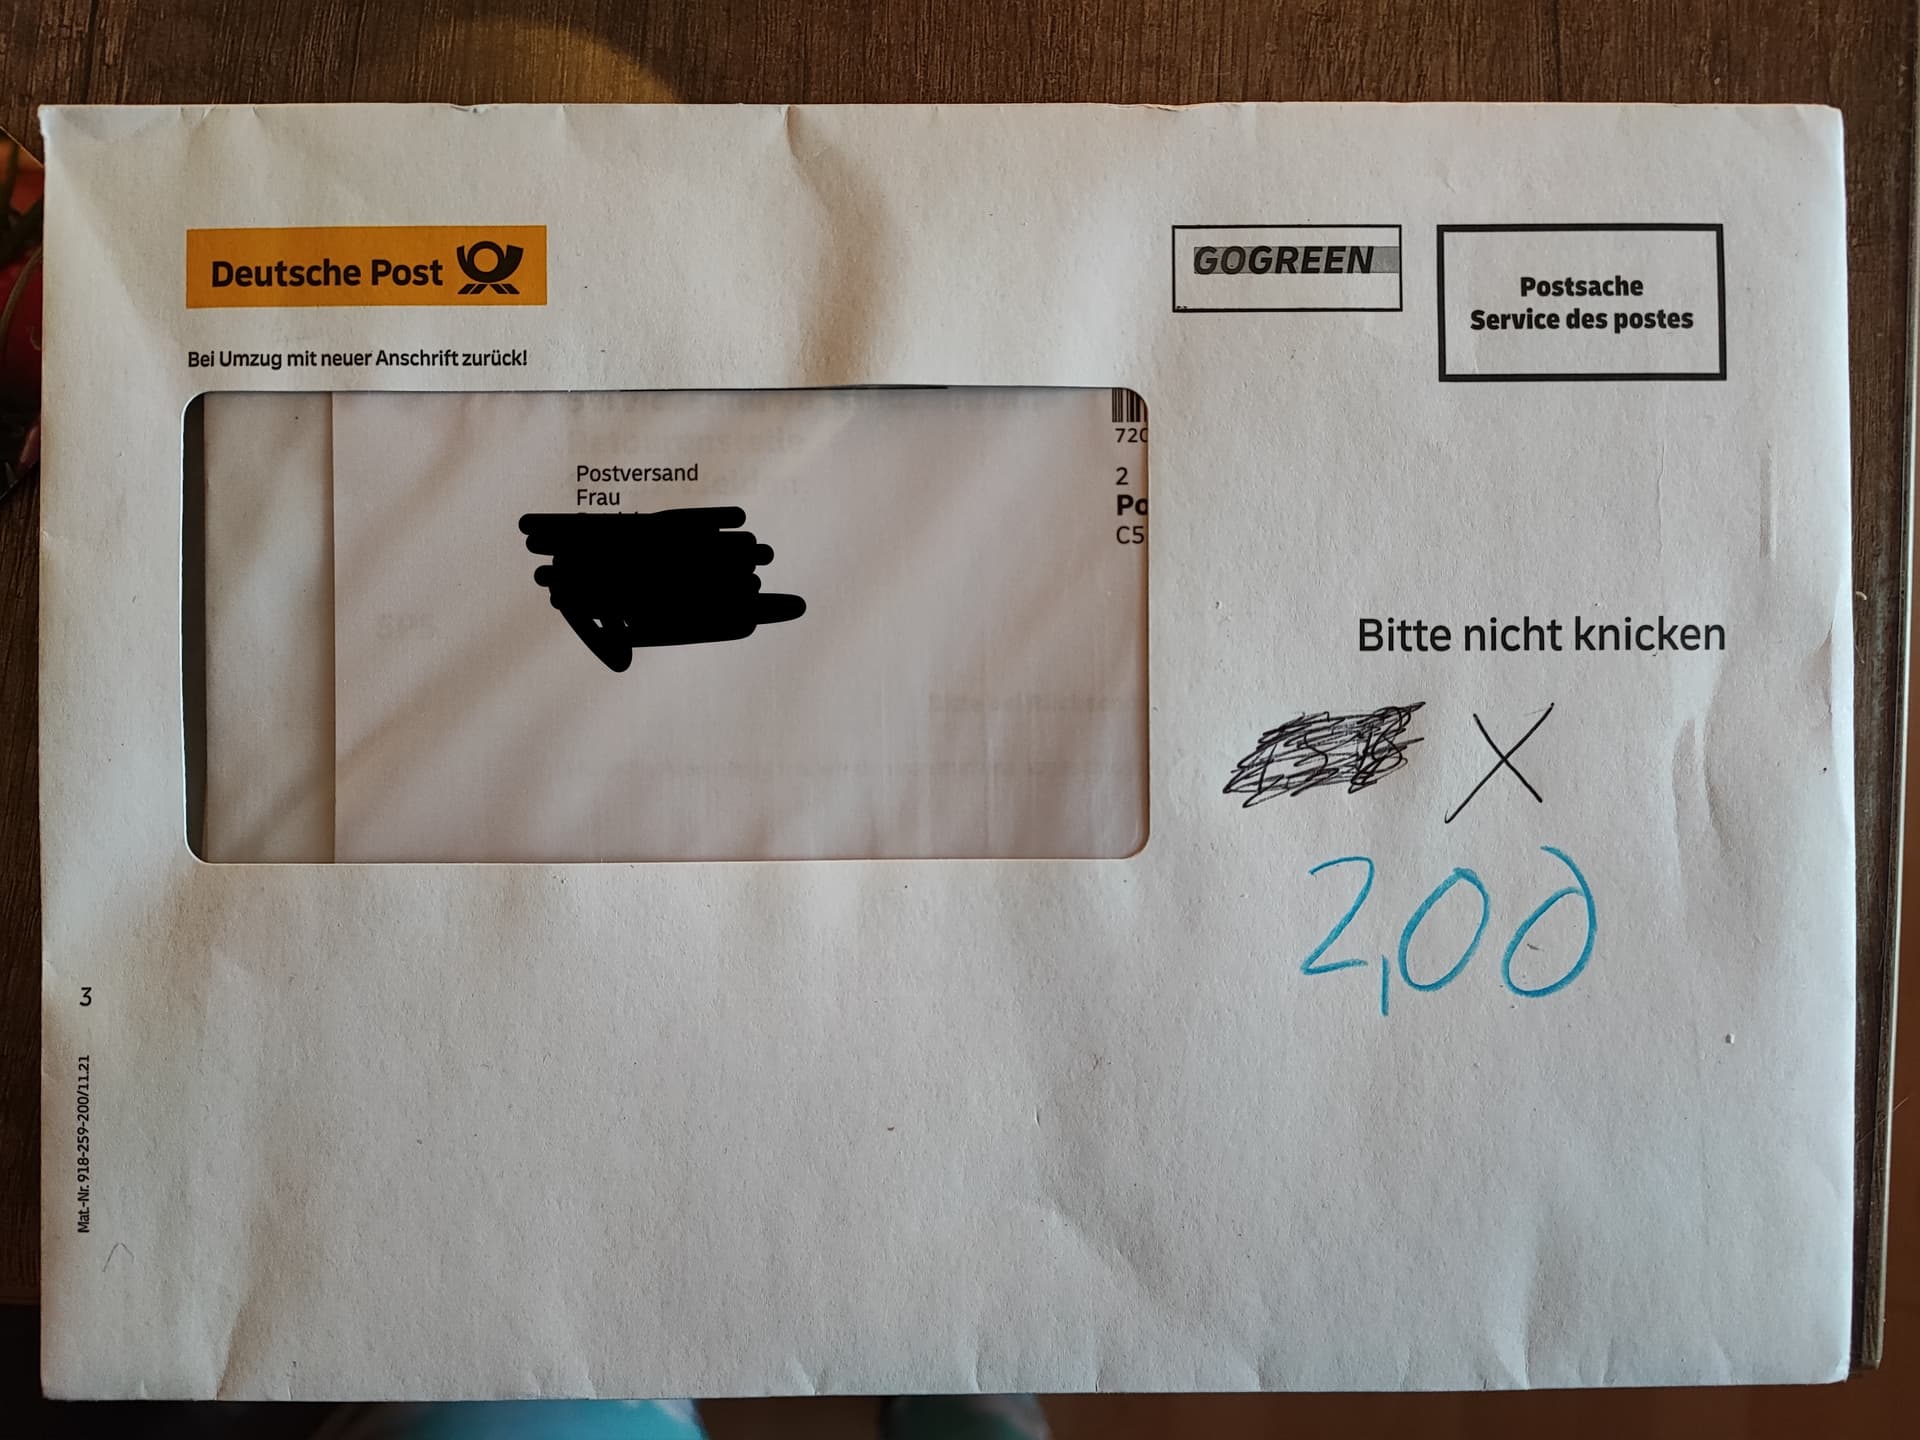 Deutsche Post
GOGREEN
Postsache
Service des postes
Bei Umzug mit neuer Anschrift zurück!
720
Postversand
2
Frau
Po
C5
Bitte nicht knicken
X
2,00
3
Mat.-Nr. 918-259-200/11.21